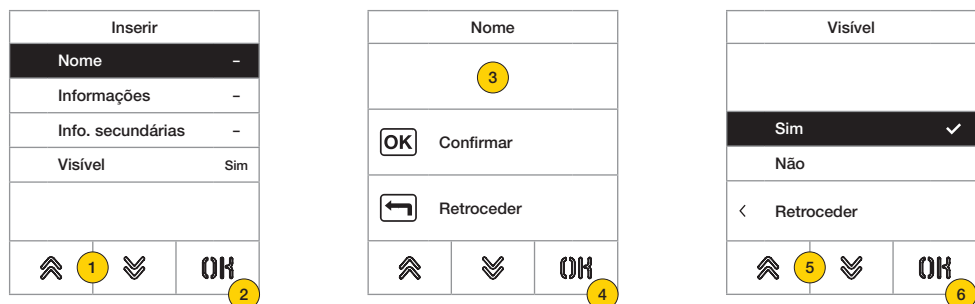 Inserir
Nome –
Informações –
Info. secundárias –
Visível Sim
1
OK
2
Nome
3
OK Confirmar
Retroceder
OK
4
Visível
Sim ✓
Não
< Retroceder
5
OK
6